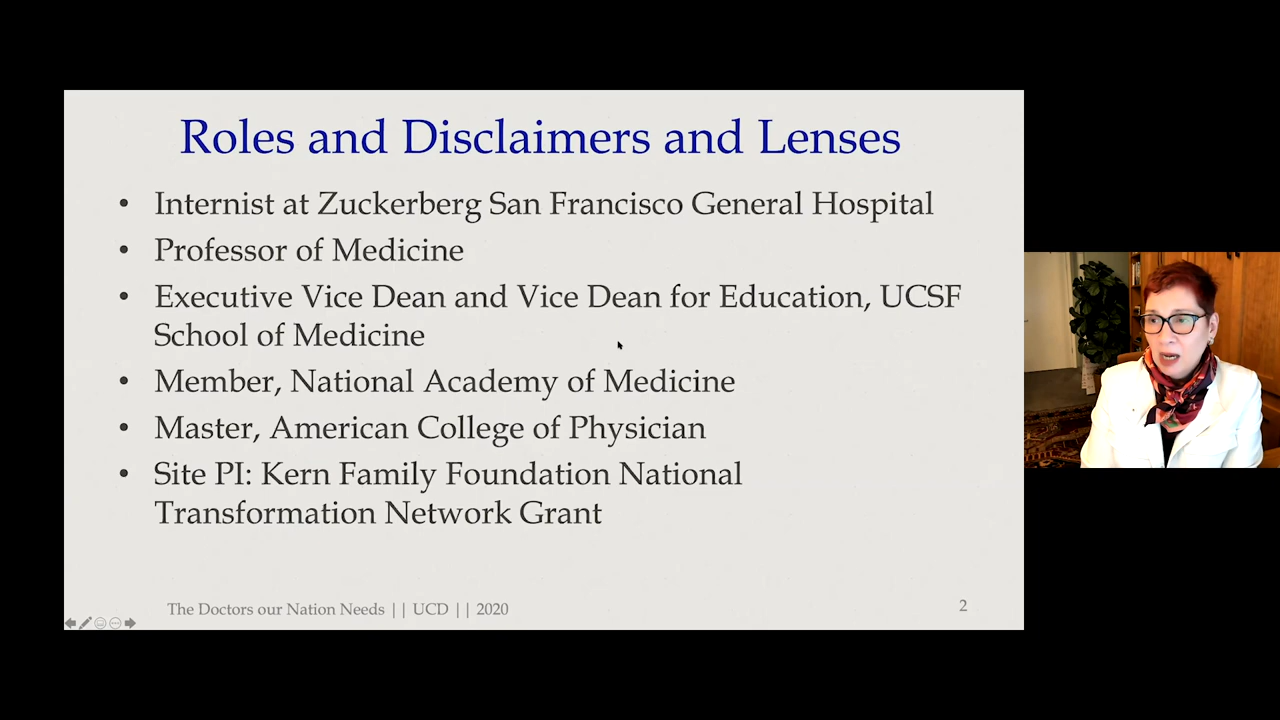 Roles and Disclaimers and Lenses
• Internist at Zuckerberg San Francisco General Hospital
• Professor of Medicine
• Executive Vice Dean and Vice Dean for Education, UCSF
School of Medicine
• Member, National Academy of Medicine
• Master, American College of Physician
• Site PI: Kern Family Foundation National
Transformation Network Grant
The Doctors our Nation Needs || UCD || 2020
2